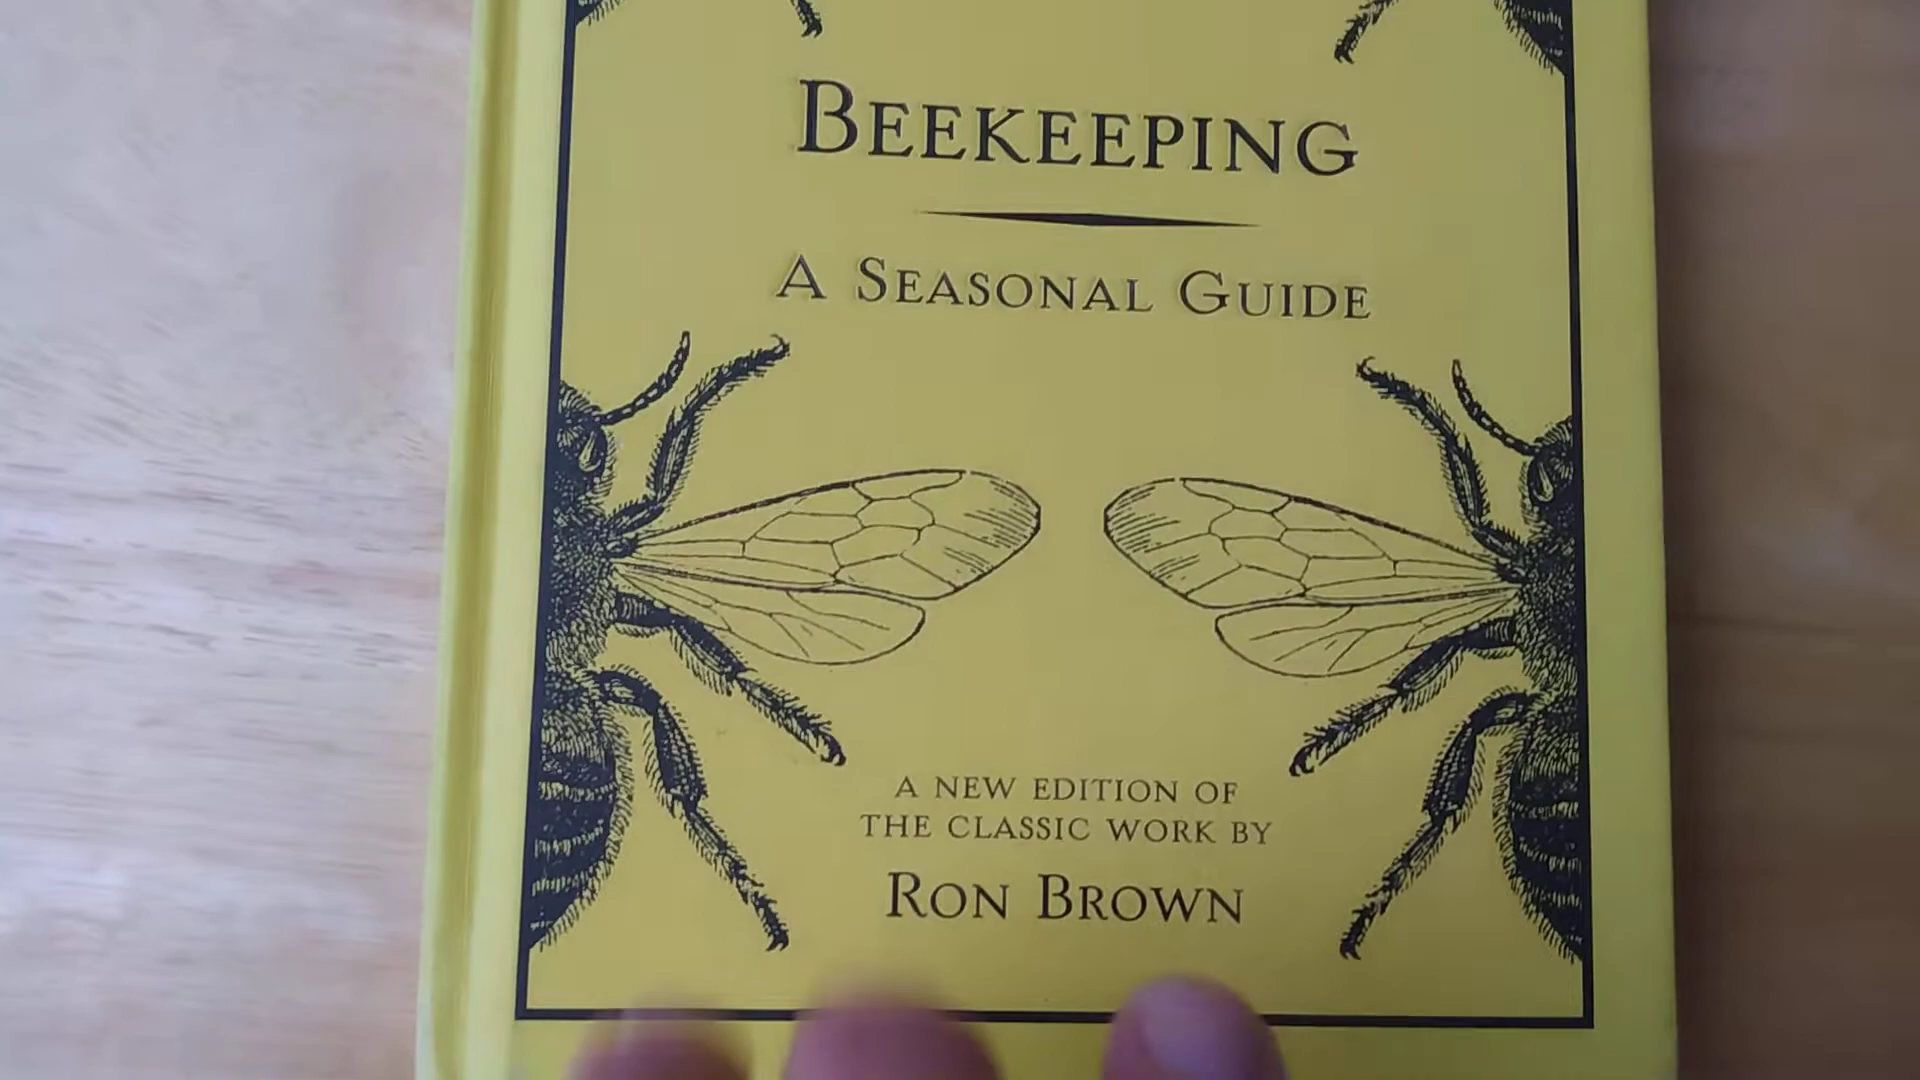 BEEKEEPING
A SEASONAL GUIDE
A NEW EDITION OF
THE CLASSIC WORK BY
RON BROWN